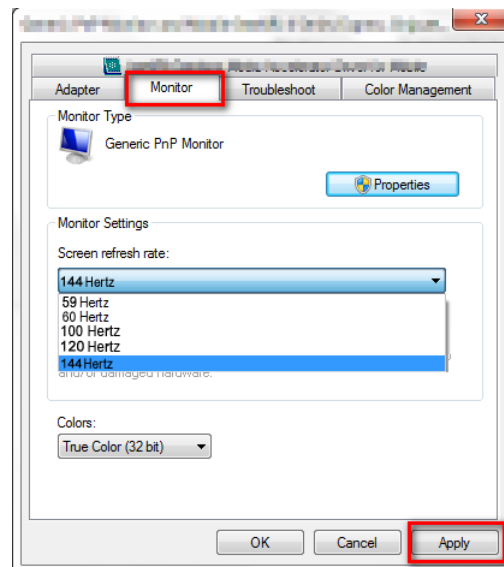 Adapter
Monitor
Troubleshoot
Color Management
Monitor Type
Generic PnP Monitor
Properties
Monitor Settings
Screen refresh rate:
144 Hertz
59 Hertz
60 Hertz
100 Hertz
120 Hertz
144 Hertz
and/or damaged hardware.
Colors:
True Color (32 bit)
OK
Cancel
Apply